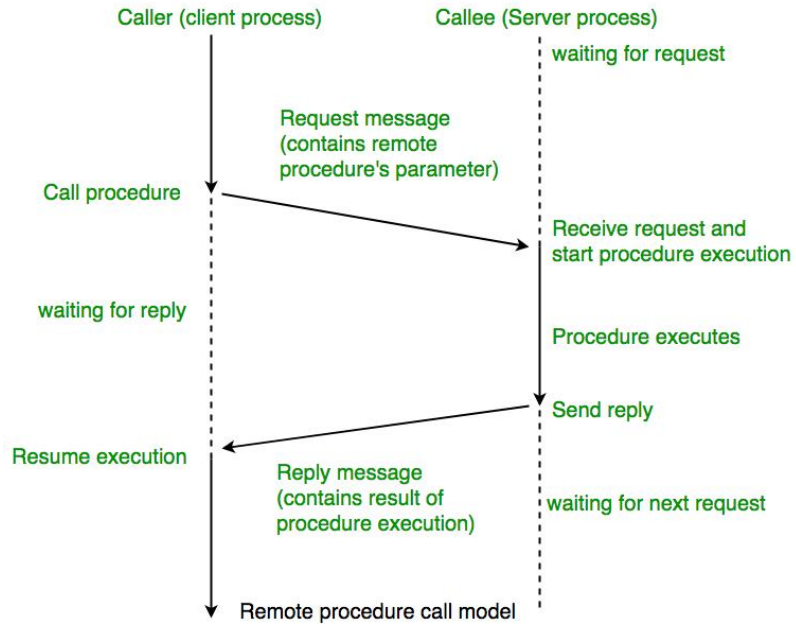 Caller (client process)
Callee (Server process)
waiting for request
Request message
(contains remote
procedure's parameter)
Call procedure
Receive request and
start procedure execution
waiting for reply
Procedure executes
Send reply
Resume execution
Reply message
(contains result of
procedure execution)
waiting for next request
Remote procedure call model